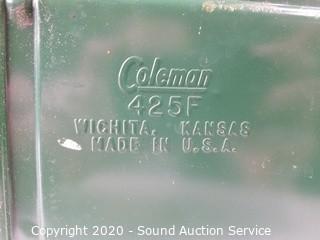 Coleman
425F
WICHITA, KANSAS
MADE IN U.S.A.
Copyright 2020 - Sound Auction Service